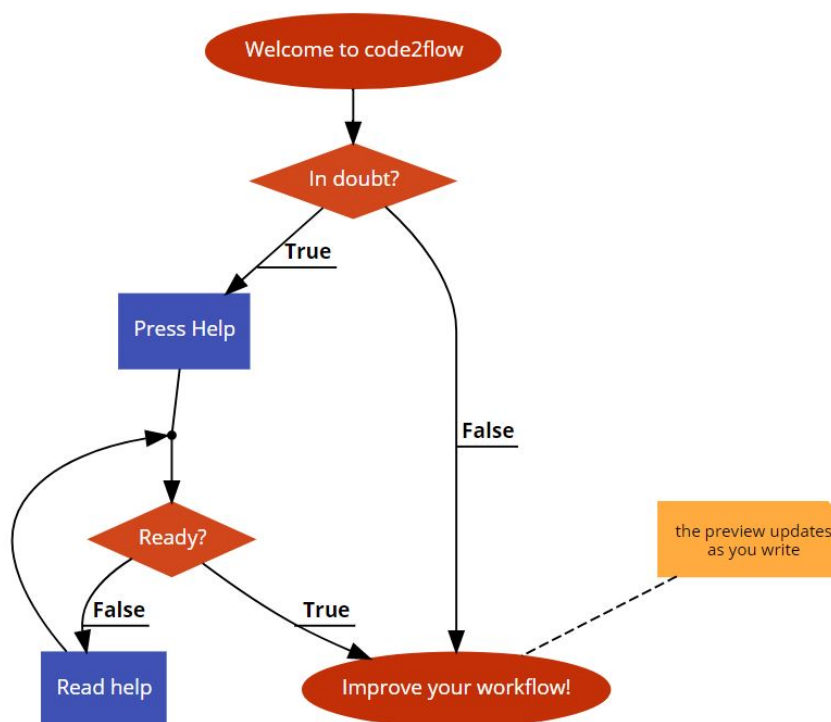 Welcome to code2flow
In doubt?
True
Press Help
False
the preview updates
as you write
Ready?
False
True
Read help
Improve your workflow!